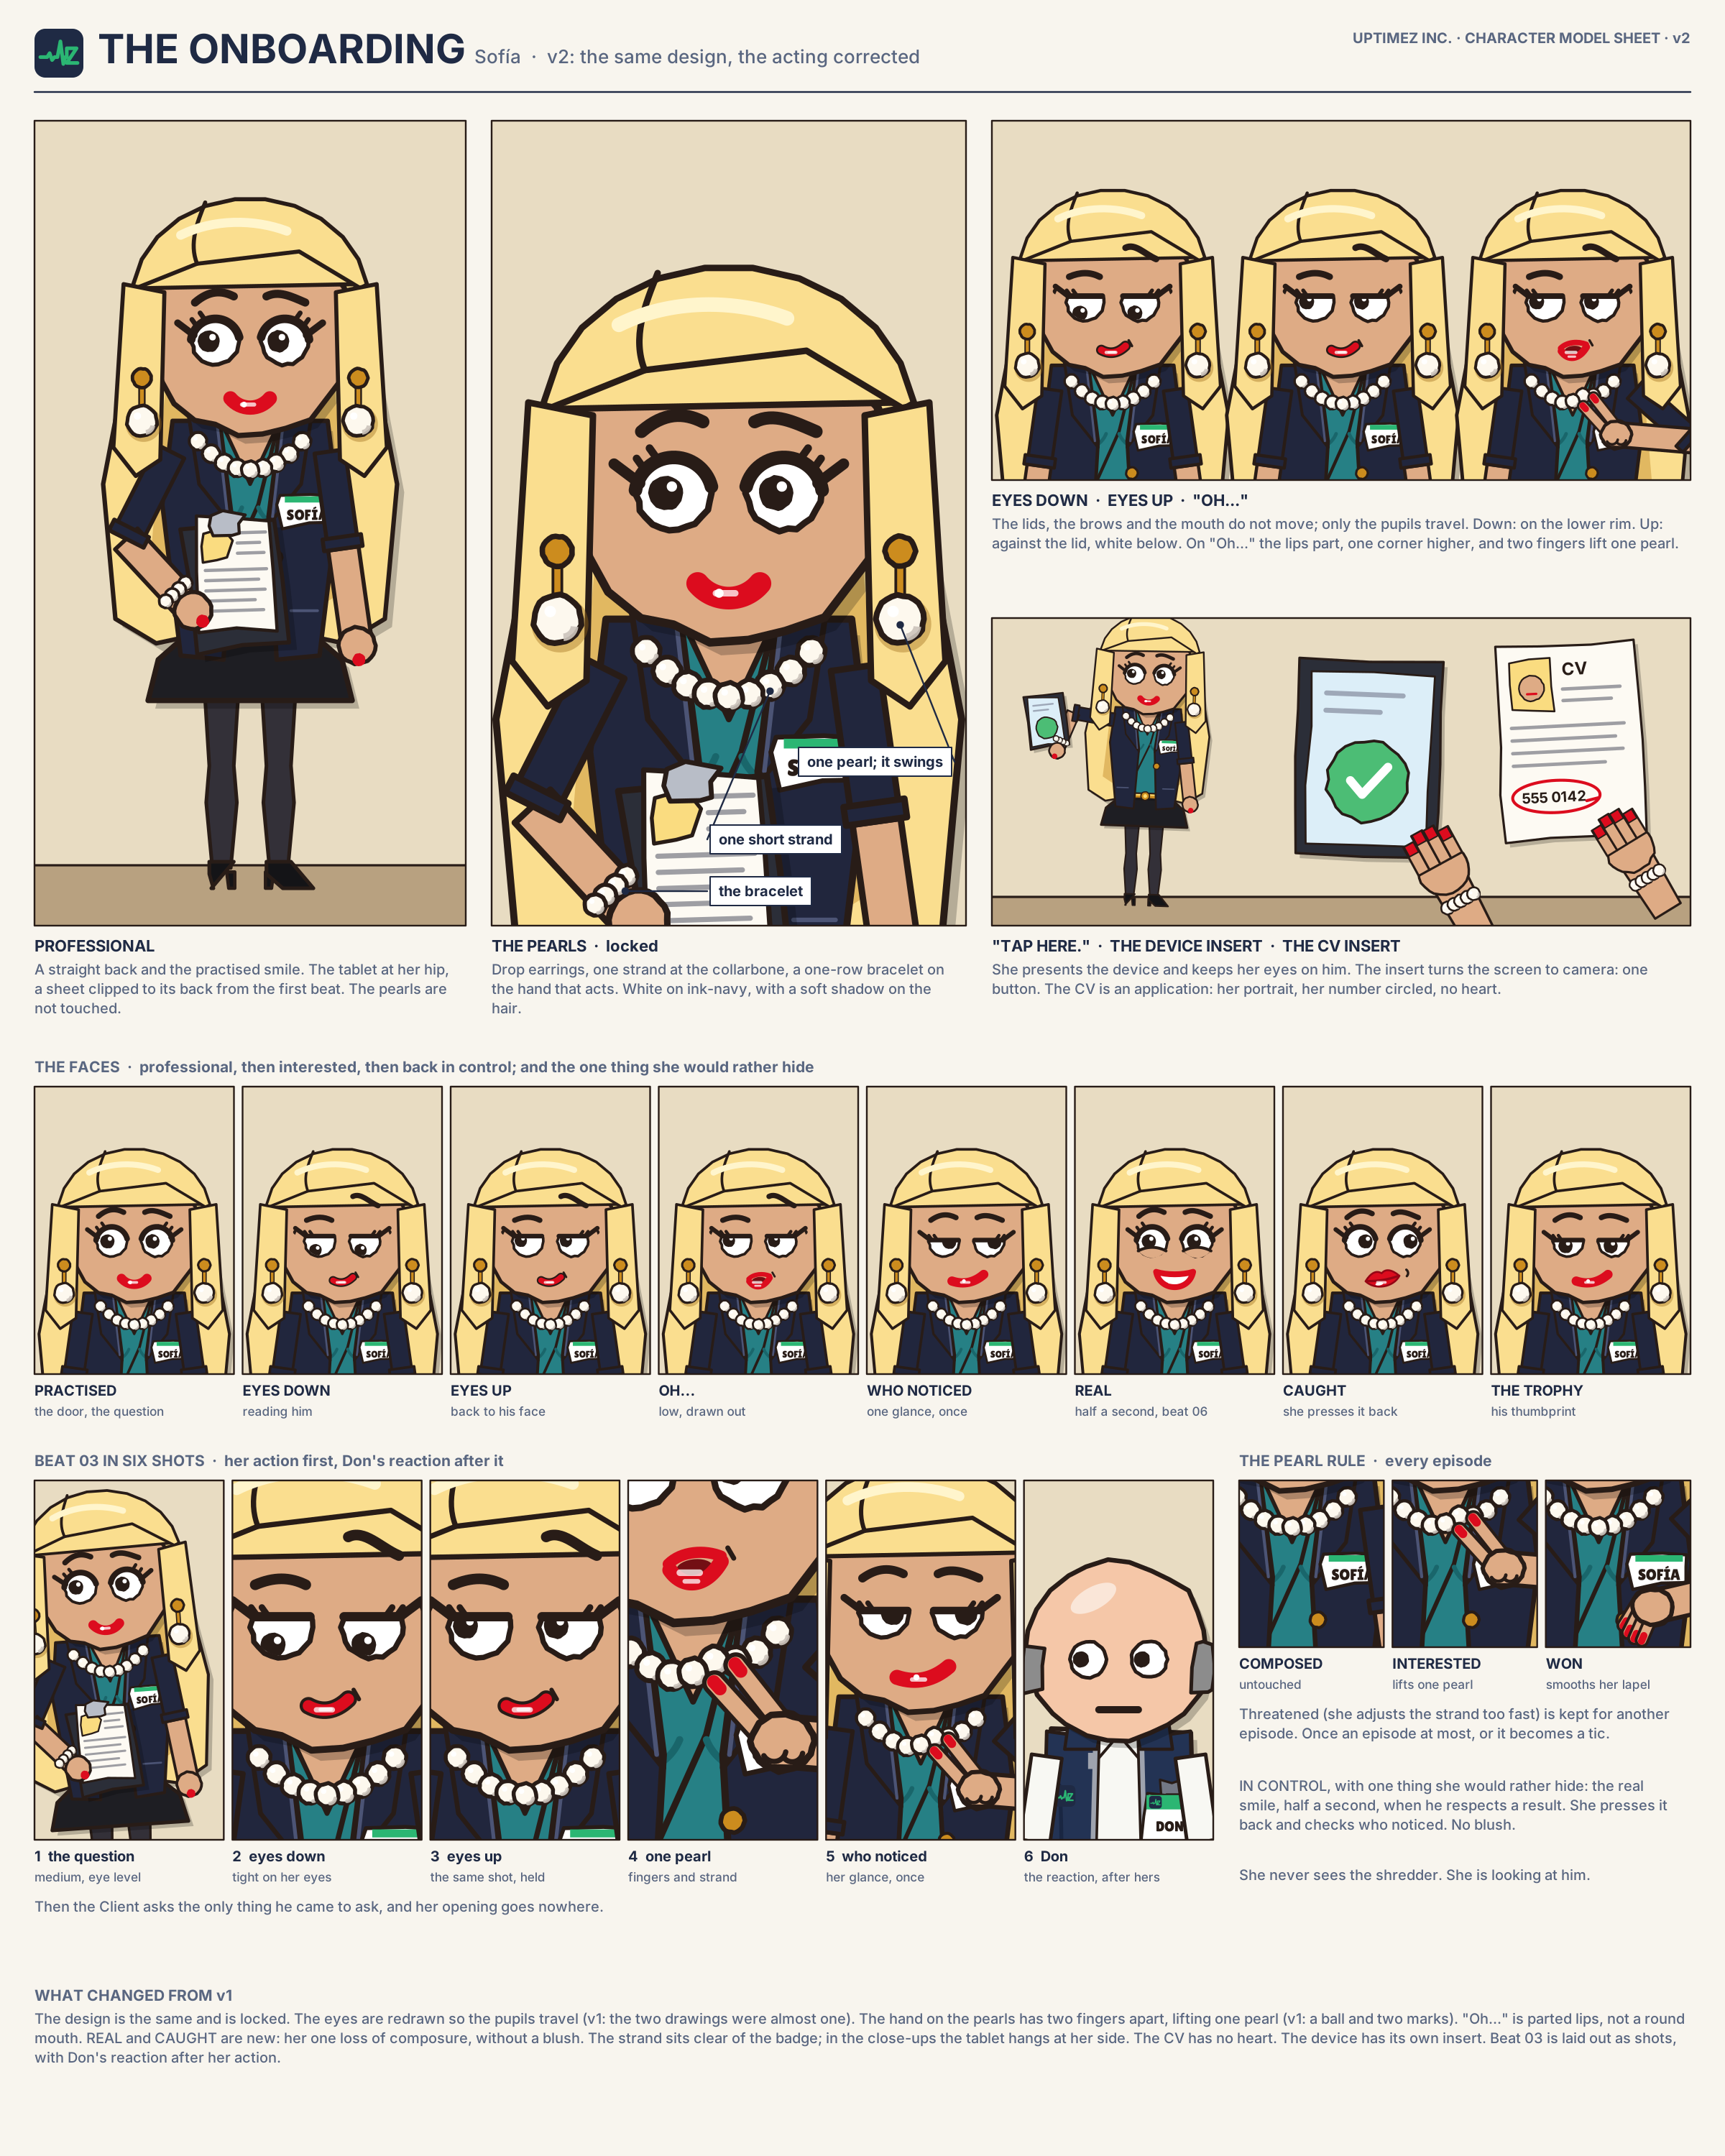 THE ONBOARDING Sofía · v2: the same design, the acting corrected
UPTIMEZ INC. · CHARACTER MODEL SHEET · v2
SOFÍA
PROFESSIONAL
A straight back and the practised smile. The tablet at her hip,
a sheet clipped to its back from the first beat. The pearls are
not touched.
one pearl; it swings
one short strand
the bracelet
THE PEARLS · locked
Drop earrings, one strand at the collarbone, a one-row bracelet on
the hand that acts. White on ink-navy, with a soft shadow on the
hair.
SOFÍA
SOFÍA
SOFÍA
EYES DOWN · EYES UP · "OH..."
The lids, the brows and the mouth do not move; only the pupils travel. Down: on the lower rim. Up:
against the lid, white below. On "Oh..." the lips part, one corner higher, and two fingers lift one pearl.
SOFÍ
CV
555 0142
"TAP HERE." · THE DEVICE INSERT · THE CV INSERT
She presents the device and keeps her eyes on him. The insert turns the screen to camera: one
button. The CV is an application: her portrait, her number circled, no heart.
THE FACES · professional, then interested, then back in control; and the one thing she would rather hide
SOFÍA
SOFÍA
SOFÍA
SOFÍA
SOFÍA
SOFÍA
SOFÍA
SOFÍA
PRACTISED
the door, the question
EYES DOWN
reading him
EYES UP
back to his face
OH...
low, drawn out
WHO NOTICED
one glance, once
REAL
half a second, beat 06
CAUGHT
she presses it back
THE TROPHY
his thumbprint
BEAT 03 IN SIX SHOTS · her action first, Don's reaction after it
SOFÍA
DON
1 the question
medium, eye level
2 eyes down
tight on her eyes
3 eyes up
the same shot, held
4 one pearl
fingers and strand
5 who noticed
her glance, once
6 Don
the reaction, after hers
Then the Client asks the only thing he came to ask, and her opening goes nowhere.
THE PEARL RULE · every episode
SOFÍA
SOFÍA
COMPOSED
untouched
INTERESTED
lifts one pearl
WON
smooths her lapel
Threatened (she adjusts the strand too fast) is kept for another
episode. Once an episode at most, or it becomes a tic.
IN CONTROL, with one thing she would rather hide: the real
smile, half a second, when he respects a result. She presses it
back and checks who noticed. No blush.
She never sees the shredder. She is looking at him.
WHAT CHANGED FROM v1
The design is the same and is locked. The eyes are redrawn so the pupils travel (v1: the two drawings were almost one). The hand on the pearls has two fingers apart, lifting one pearl (v1: a ball and two marks). "Oh..." is parted lips, not a round
mouth. REAL and CAUGHT are new: her one loss of composure, without a blush. The strand sits clear of the badge; in the close-ups the tablet hangs at her side. The CV has no heart. The device has its own insert. Beat 03 is laid out as shots,
with Don's reaction after her action.